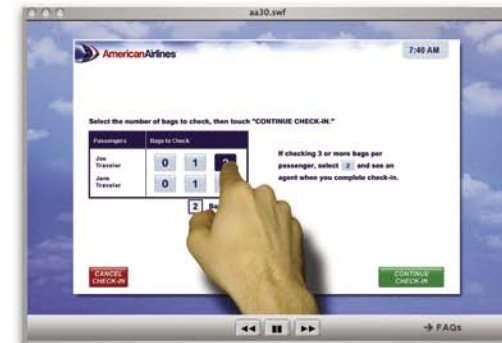 aa30.swf
AmericanAirlines
7:40 AM
Select the number of bags to check, then touch "CONTINUE CHECK-IN."
Passengers Bags to Check
Joe
Traveler
0 1 2
Jane
Traveler
0 1
2
If checking 3 or more bags per
passenger, select 2 and see an
agent when you complete check-in.
CANCEL
CHECK-IN
CONTINUE
CHECK-IN
→ FAQs